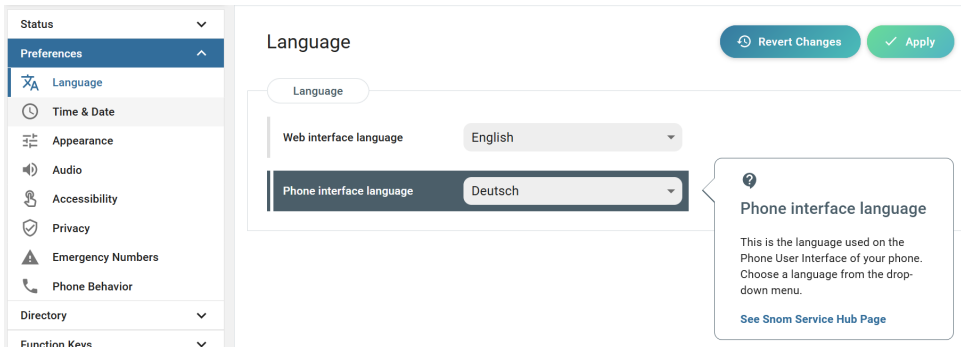 Status
Preferences
Language
Time & Date
Appearance
Audio
Accessibility
Privacy
Emergency Numbers
Phone Behavior
Directory
Function Keys
Language
Revert Changes
Apply
Language
Web interface language
English
Phone interface language
Deutsch
Phone interface language
This is the language used on the
Phone User Interface of your phone.
Choose a language from the drop-
down menu.
See Snom Service Hub Page